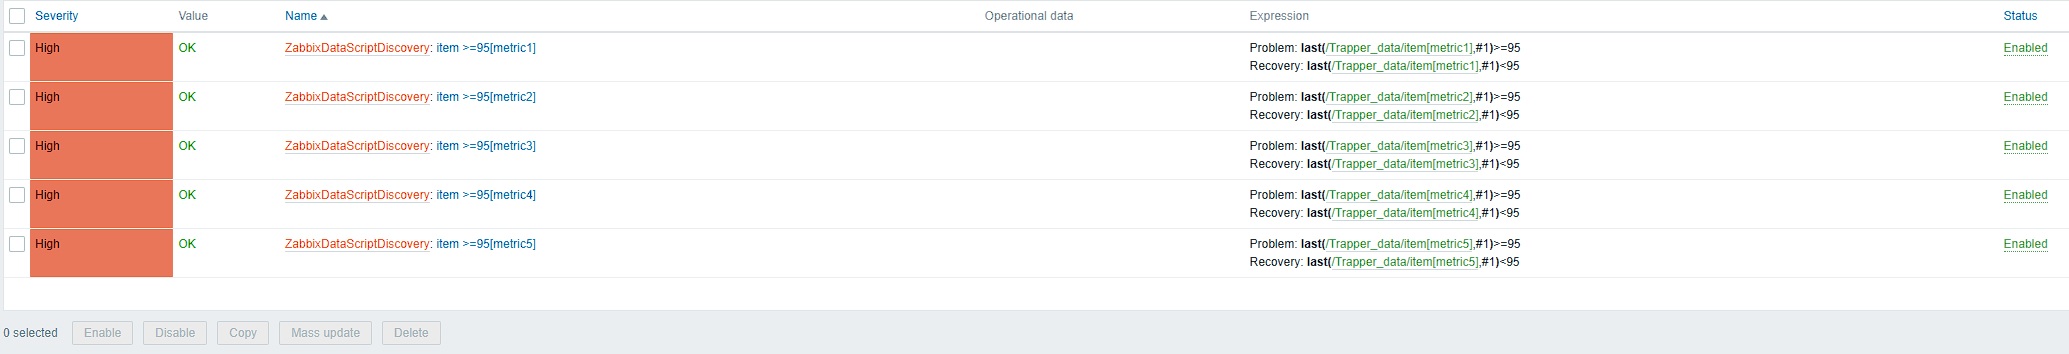 Severity Value Name Operational data Expression Status
High OK ZabbixDataScriptDiscovery: item >=95[metric1] Problem: last(/Trapper_data/item[metric1],#1)>=95 Enabled
Recovery: last(/Trapper_data/item[metric1],#1)<95
High OK ZabbixDataScriptDiscovery: item >=95[metric2] Problem: last(/Trapper_data/item[metric2],#1)>=95 Enabled
Recovery: last(/Trapper_data/item[metric2],#1)<95
High OK ZabbixDataScriptDiscovery: item >=95[metric3] Problem: last(/Trapper_data/item[metric3],#1)>=95 Enabled
Recovery: last(/Trapper_data/item[metric3],#1)<95
High OK ZabbixDataScriptDiscovery: item >=95[metric4] Problem: last(/Trapper_data/item[metric4],#1)>=95 Enabled
Recovery: last(/Trapper_data/item[metric4],#1)<95
High OK ZabbixDataScriptDiscovery: item >=95[metric5] Problem: last(/Trapper_data/item[metric5],#1)>=95 Enabled
Recovery: last(/Trapper_data/item[metric5],#1)<95
0 selected Enable Disable Copy Mass update Delete